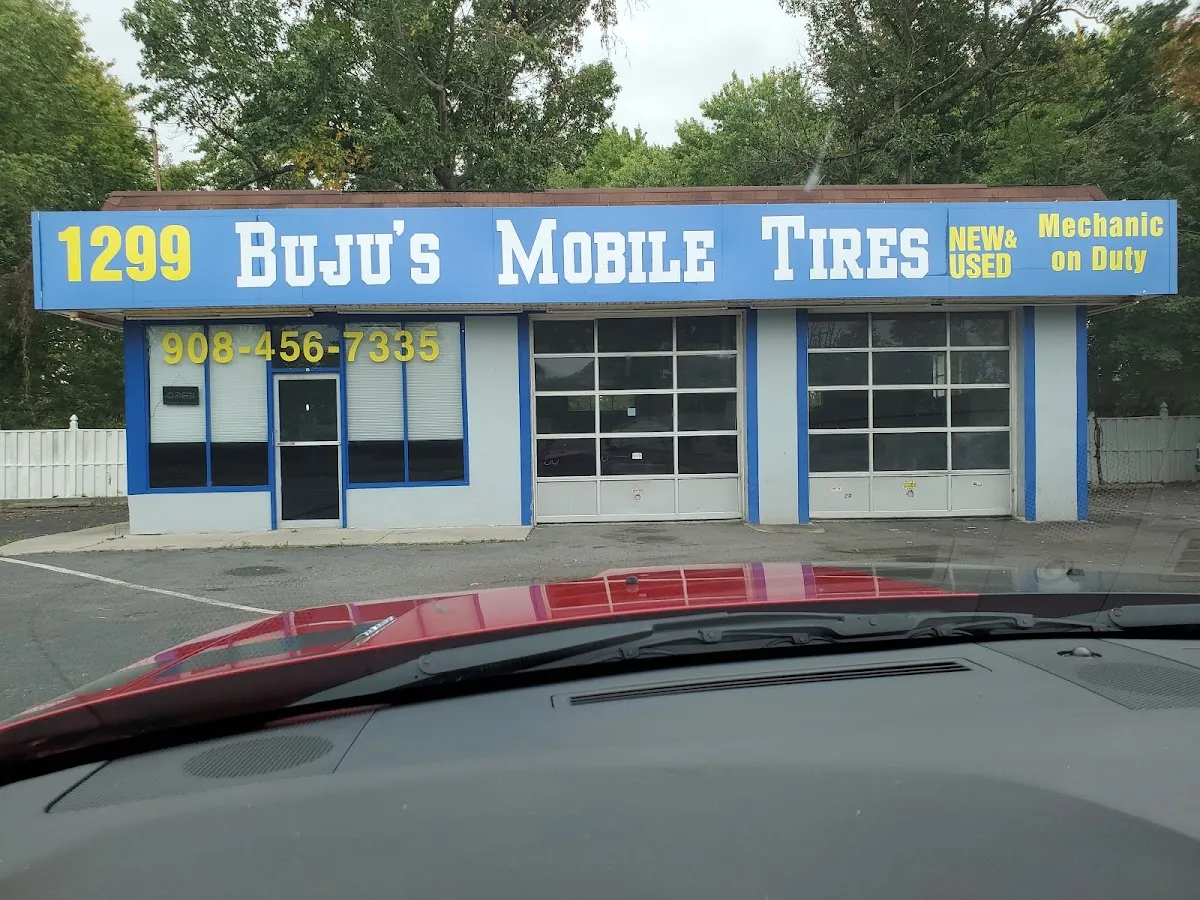 1299 BUJU'S MOBILE TIRES
NEW&
USED
Mechanic
on Duty
908-456-7335